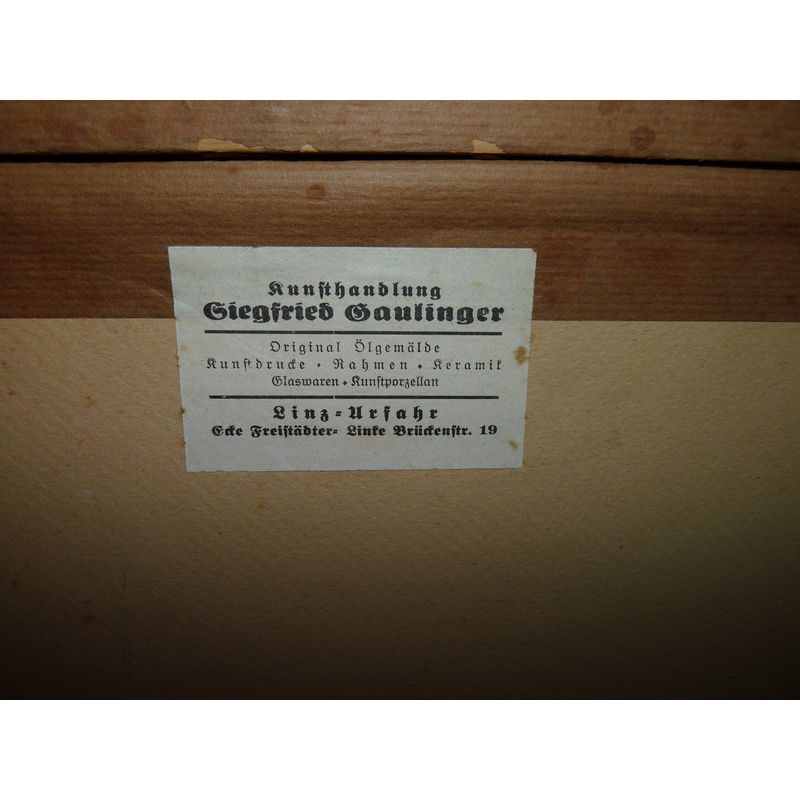 Kunsthandlung
Siegfried Gaulinger
Original Ölgemälde
Kunstdrucke • Rahmen • Keramik
Glaswaren • Kunstporzellan
Linz-Urfahr
Ecke Freistädter- Linke Brückenstr. 19